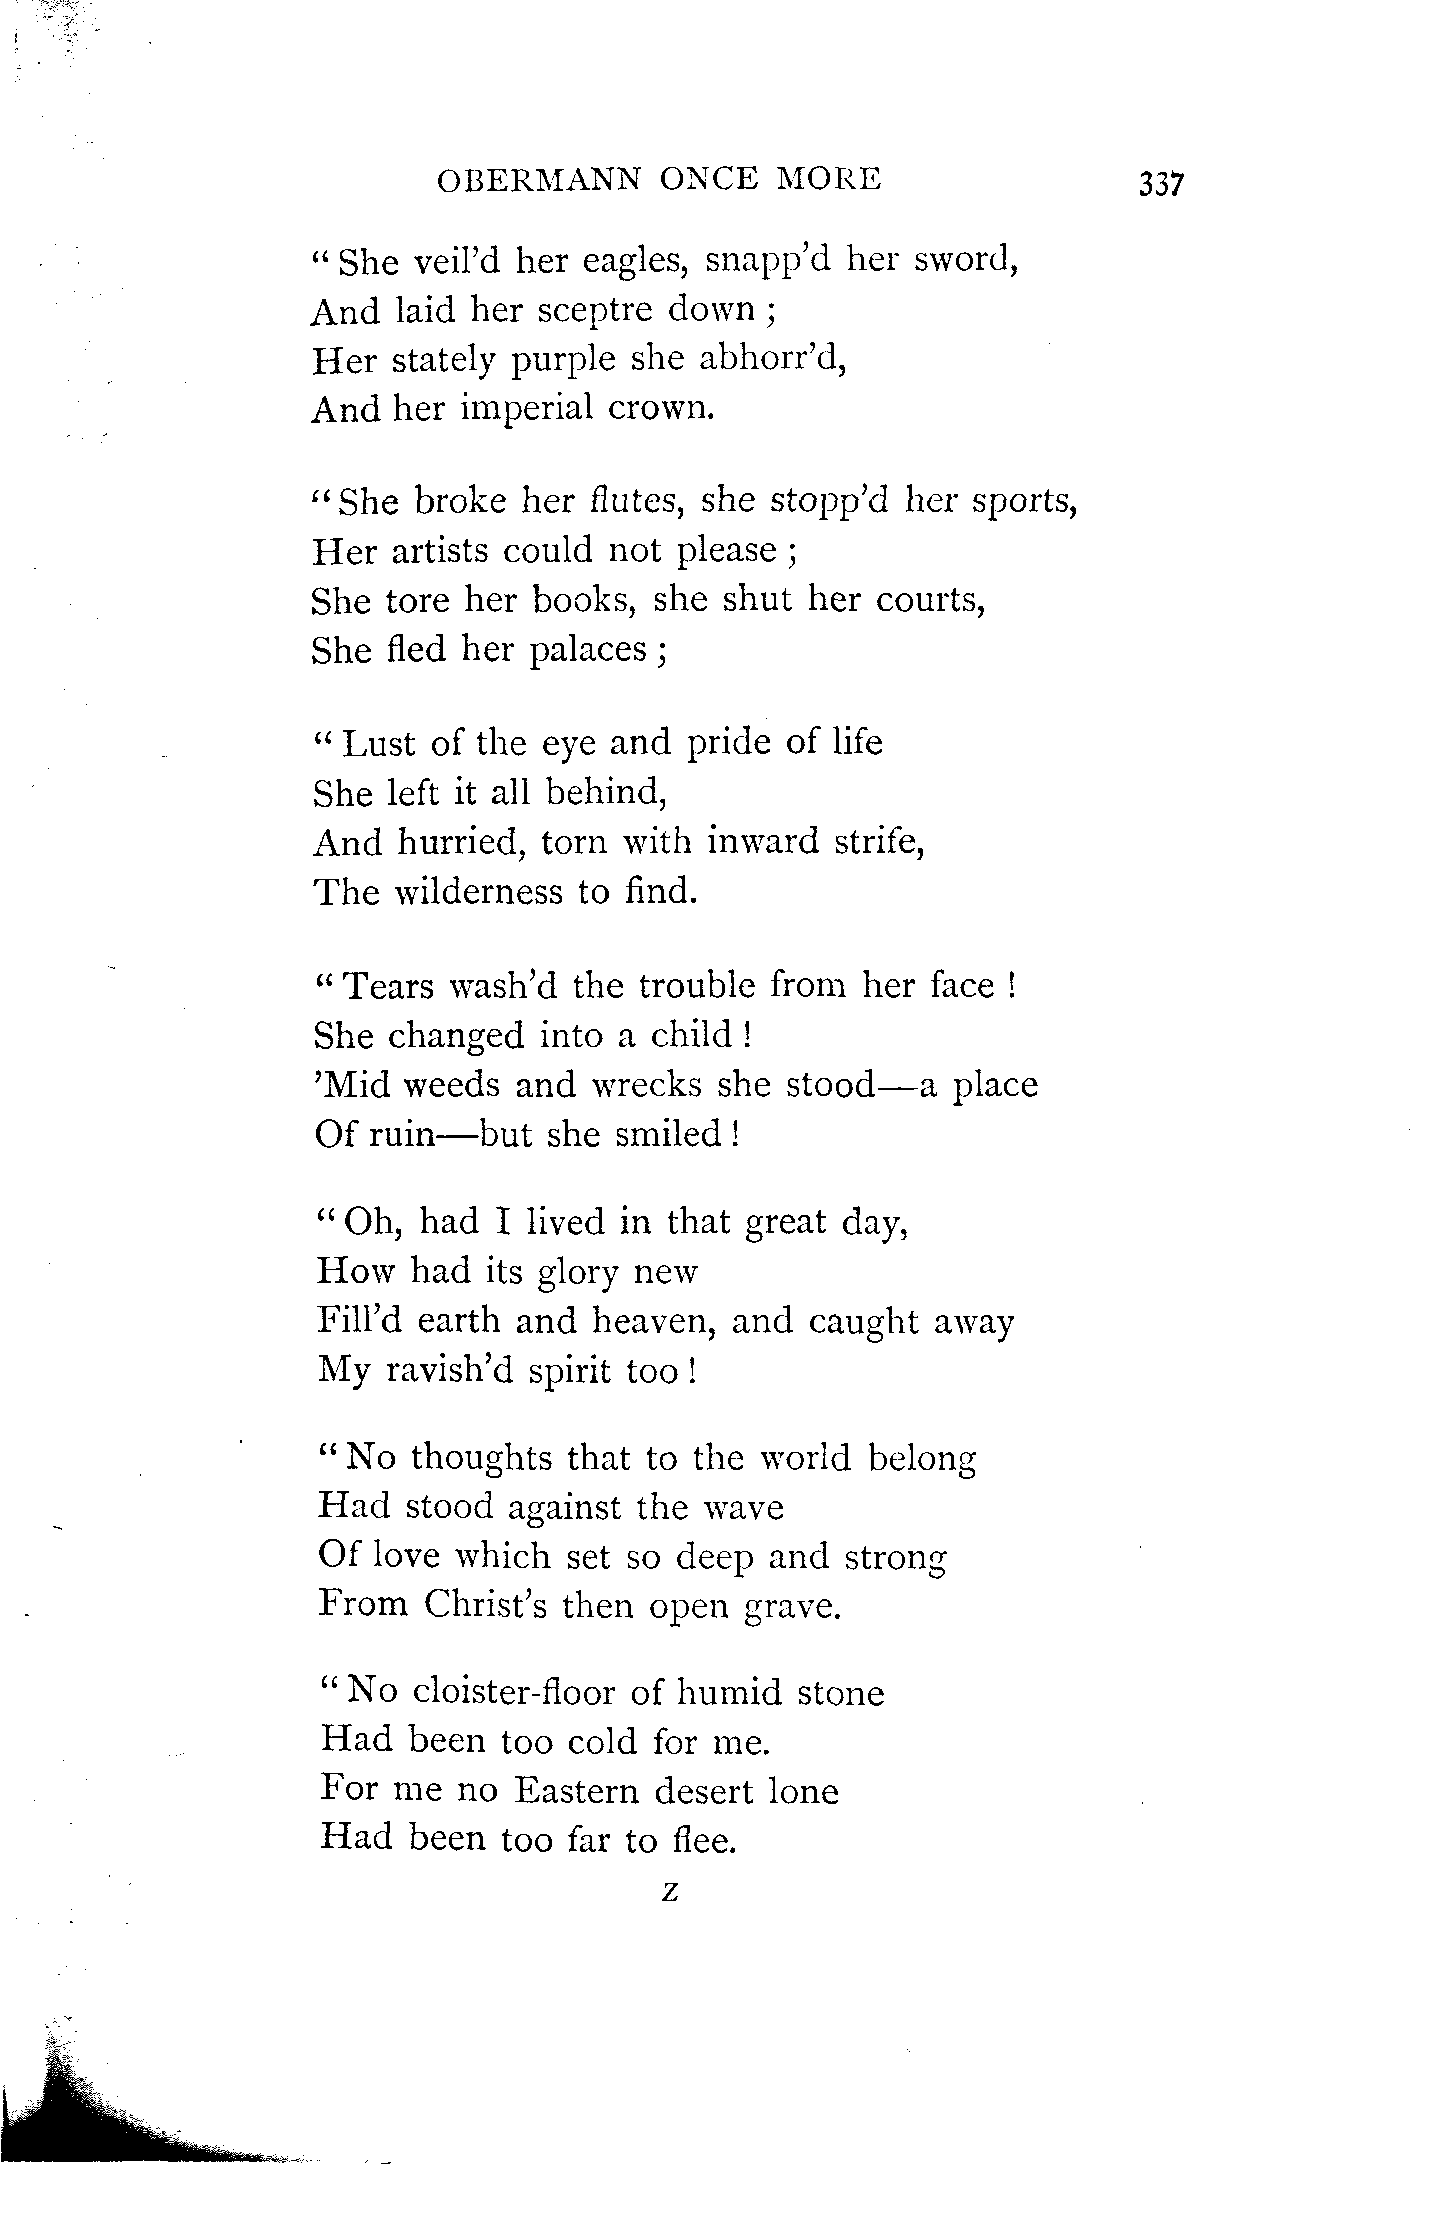 OBERMANN ONCE MORE 337
“ She veil’d her eagles, snapp’d her sword,
And laid her sceptre down ;
Her stately purple she abhorr’d,
And her imperial crown.
“ She broke her flutes, she stopp’d her sports,
Her artists could not please ;
She tore her books, she shut her courts,
She fled her palaces ;
“ Lust of the eye and pride of life
She left it all behind,
And hurried, torn with inward strife,
The wilderness to find.
“ Tears wash’d the trouble from her face !
She changed into a child !
’Mid weeds and wrecks she stood—a place
Of ruin—but she smiled !
“ Oh, had I lived in that great day,
How had its glory new
Fill’d earth and heaven, and caught away
My ravish’d spirit too !
“ No thoughts that to the world belong
Had stood against the wave
Of love which set so deep and strong
From Christ’s then open grave.
“ No cloister-floor of humid stone
Had been too cold for me.
For me no Eastern desert lone
Had been too far to flee.
Z